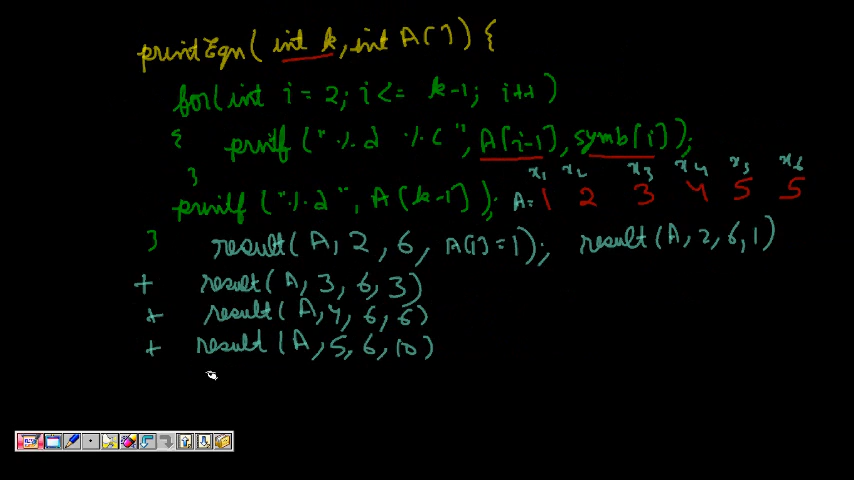 printEqn( int k, int A[ ]) {
for(int i = 2; i <= k-1; i++)
{ printf ("%d %c", A[i-1], symb[i]);
}
x1 x2 x3 x4 x5 x6
printf ("%d", A[k-1]); A= 1 2 3 4 5 5
} result(A, 2, 6, A[1]=1); result(A, 2, 6, 1)
+ result(A, 3, 6, 3)
+ result(A, 4, 6, 6)
+ result(A, 5, 6, 10)